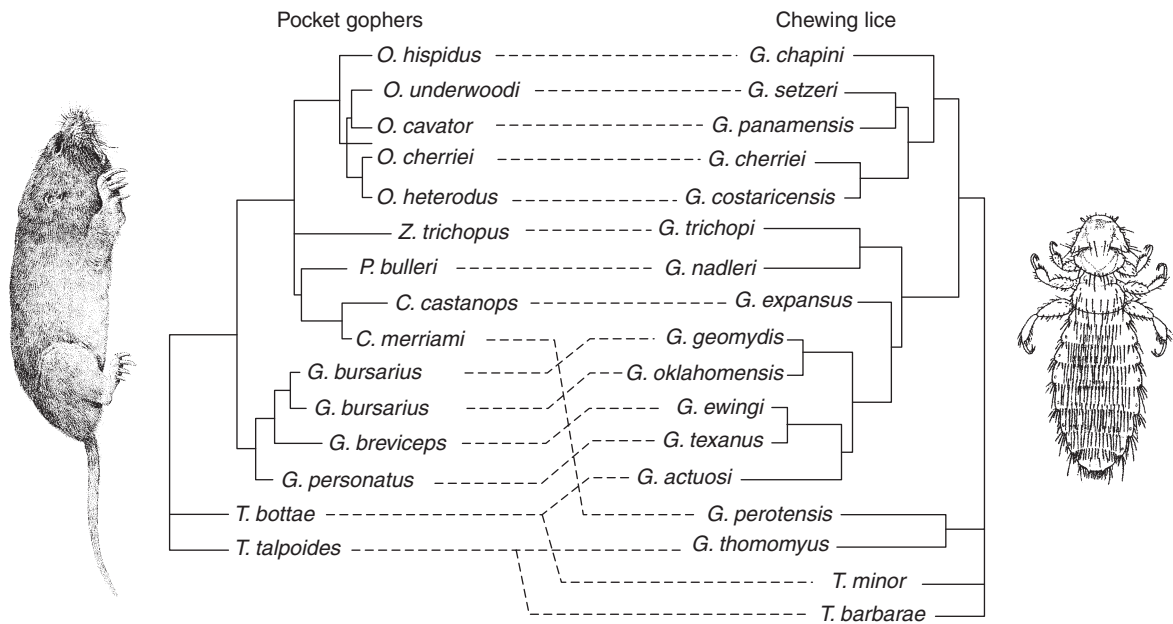 Pocket gophers
Chewing lice
O. hispidus
G. chapini
O. underwoodi
G. setzeri
O. cavator
G. panamensis
O. cherriei
G. cherriei
O. heterodus
G. costaricensis
Z. trichopus
G. trichopi
P. bulleri
G. nadleri
C. castanops
G. expansus
C. merriami
G. geomydis
G. bursarius
G. oklahomensis
G. bursarius
G. ewingi
G. breviceps
G. texanus
G. personatus
G. actuosi
T. bottae
G. perotensis
T. talpoides
G. thomomyus
T. minor
T. barbarae